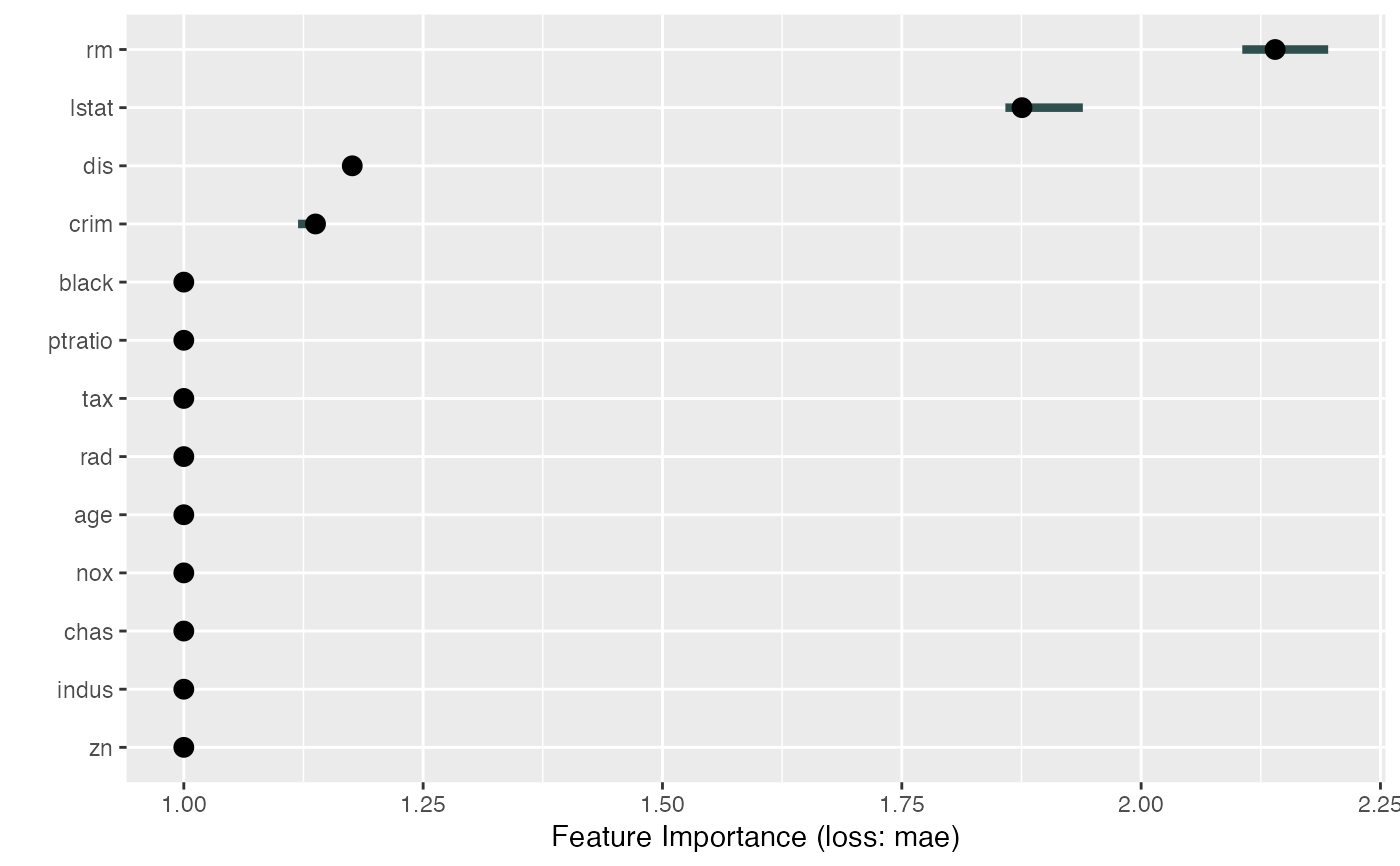 rm
lstat
dis
crim
black
ptratio
tax
rad
age
nox
chas
indus
zn
1.00 1.25 1.50 1.75 2.00 2.25
Feature Importance (loss: mae)